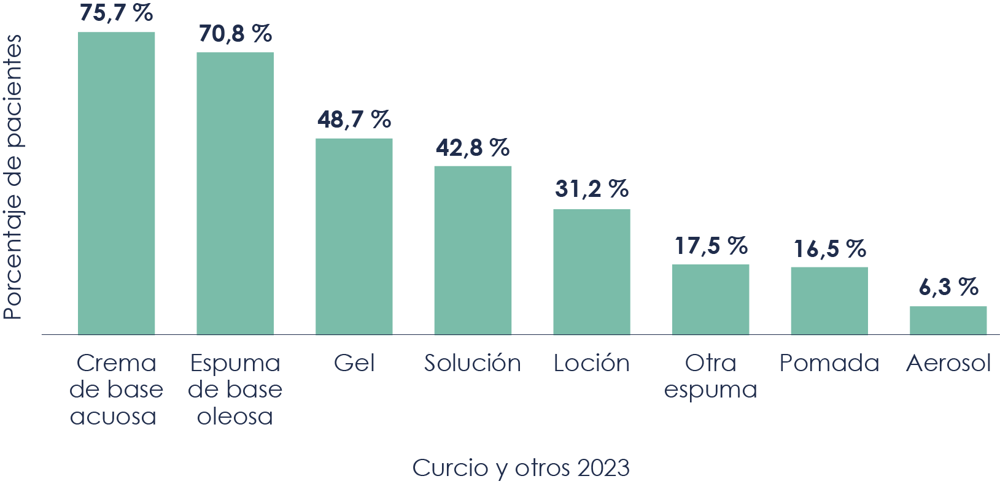 Porcentaje de pacientes
75,7 %
70,8 %
48,7 %
42,8 %
31,2 %
17,5 %
16,5 %
6,3 %
Crema
de base
acuosa
Espuma
de base
oleosa
Gel
Solución
Loción
Otra
espuma
Pomada
Aerosol
Curcio y otros 2023